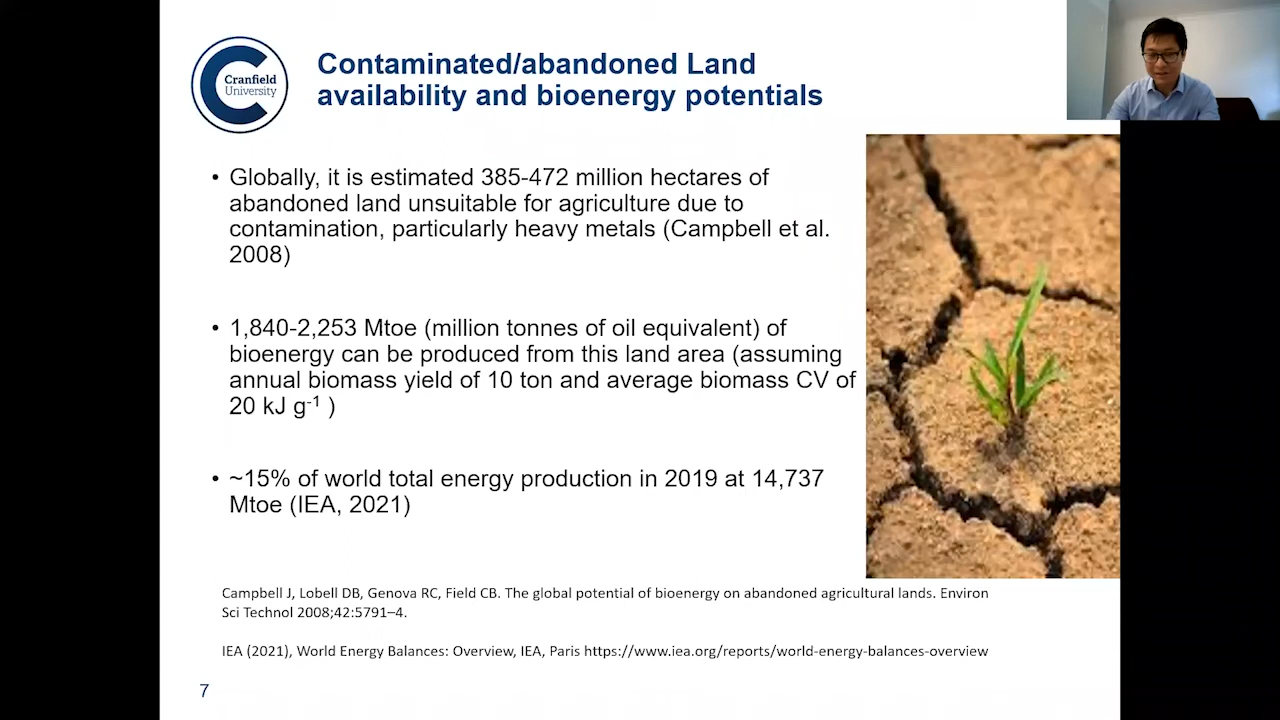 Cranfield
University
Contaminated/abandoned Land
availability and bioenergy potentials
• Globally, it is estimated 385-472 million hectares of
abandoned land unsuitable for agriculture due to
contamination, particularly heavy metals (Campbell et al.
2008)
• 1,840-2,253 Mtoe (million tonnes of oil equivalent) of
bioenergy can be produced from this land area (assuming
annual biomass yield of 10 ton and average biomass CV of
20 kJ g-1 )
• ~15% of world total energy production in 2019 at 14,737
Mtoe (IEA, 2021)
Campbell J, Lobell DB, Genova RC, Field CB. The global potential of bioenergy on abandoned agricultural lands. Environ
Sci Technol 2008;42:5791–4.
IEA (2021), World Energy Balances: Overview, IEA, Paris https://www.iea.org/reports/world-energy-balances-overview
7